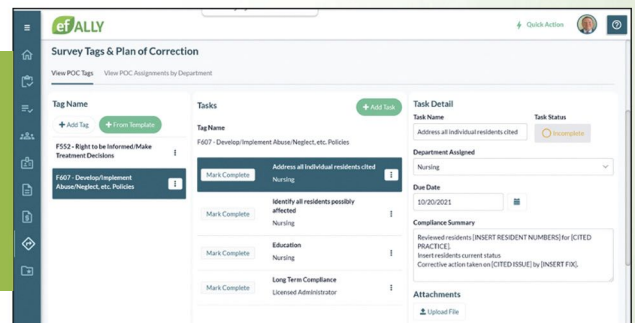 efALLY
Quick Action
Survey Tags & Plan of Correction
View POC Tags View POC Assignments by Department
Tag Name
+ Add Tag + From Template
F552 - Right to be Informed/Make
Treatment Decisions
F607 - Develop/Implement
Abuse/Neglect, etc. Policies
Tasks
+ Add Task
Tag Name
F607 - Develop/Implement Abuse/Neglect, etc. Policies
Mark Complete
Address all individual residents cited
Nursing
Mark Complete
Identify all residents possibly
affected
Nursing
Mark Complete
Education
Nursing
Mark Complete
Long Term Compliance
Licensed Administrator
Task Detail
Task Name Task Status
Address all individual residents cited Incomplete
Department Assigned
Nursing
Due Date
10/20/2021
Compliance Summary
Reviewed residents [INSERT RESIDENT NUMBERS] for [CITED
PRACTICE].
Insert residents current status
Corrective action taken on [CITED ISSUE] by [INSERT FIX].
Attachments
Upload File